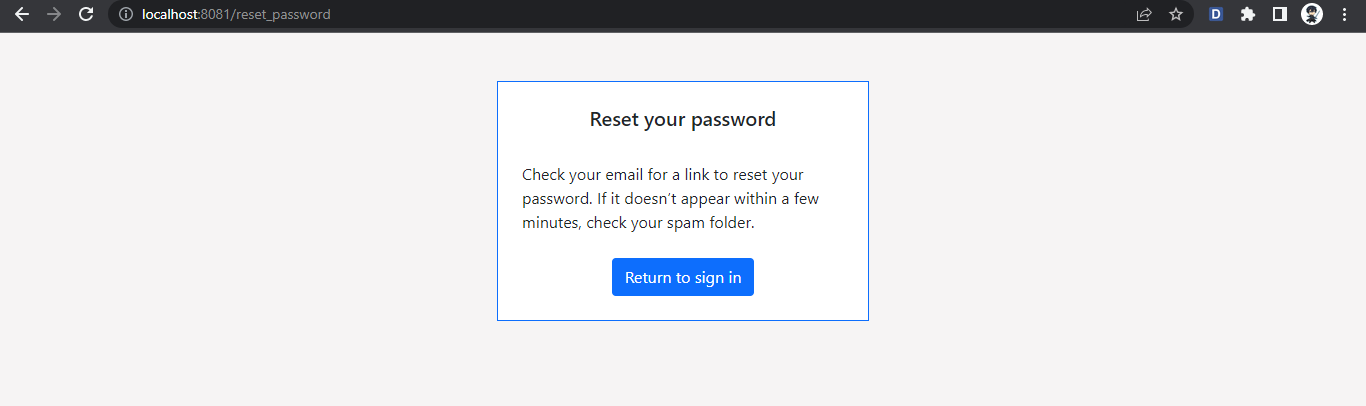 localhost:8081/reset_password
D
Reset your password
Check your email for a link to reset your
password. If it doesn’t appear within a few
minutes, check your spam folder.
Return to sign in